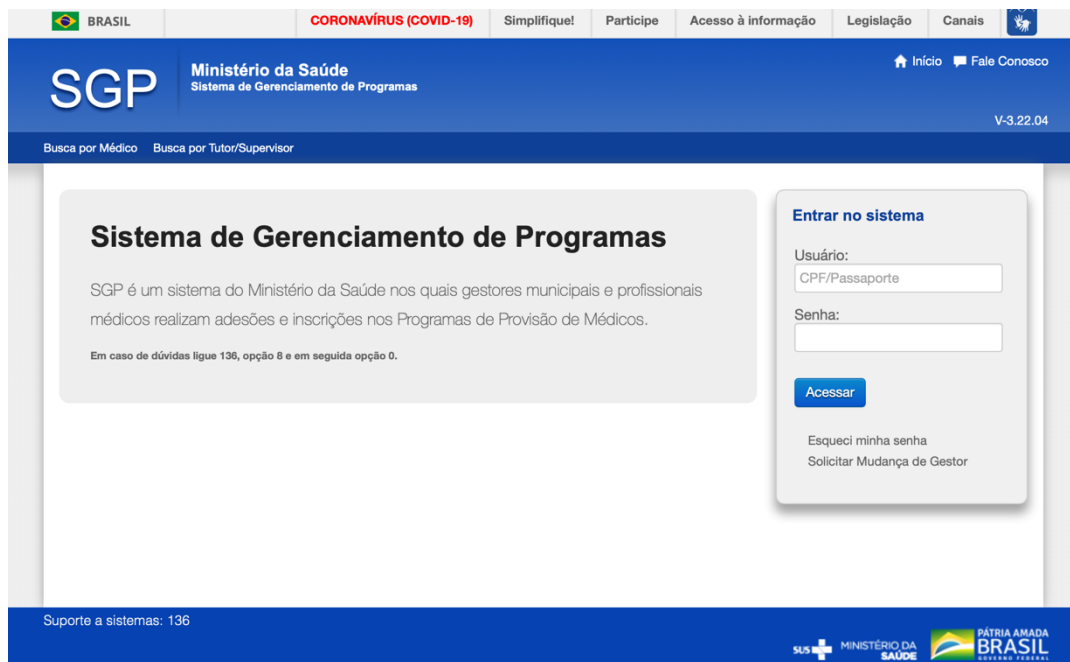 BRASIL CORONAVÍRUS (COVID-19) Simplifique! Participe Acesso à informação Legislação Canais
SGP
Ministério da Saúde
Sistema de Gerenciamento de Programas
Início Fale Conosco
V-3.22.04
Busca por Médico Busca por Tutor/Supervisor
Sistema de Gerenciamento de Programas
SGP é um sistema do Ministério da Saúde nos quais gestores municipais e profissionais
médicos realizam adesões e inscrições nos Programas de Provisão de Médicos.
Em caso de dúvidas ligue 136, opção 8 e em seguida opção 0.
Entrar no sistema
Usuário:
CPF/Passaporte
Senha:
Acessar
Esqueci minha senha
Solicitar Mudança de Gestor
Suporte a sistemas: 136
SUS
MINISTÉRIO DA
SAÚDE
PÁTRIA AMADA
BRASIL
GOVERNO FEDERAL